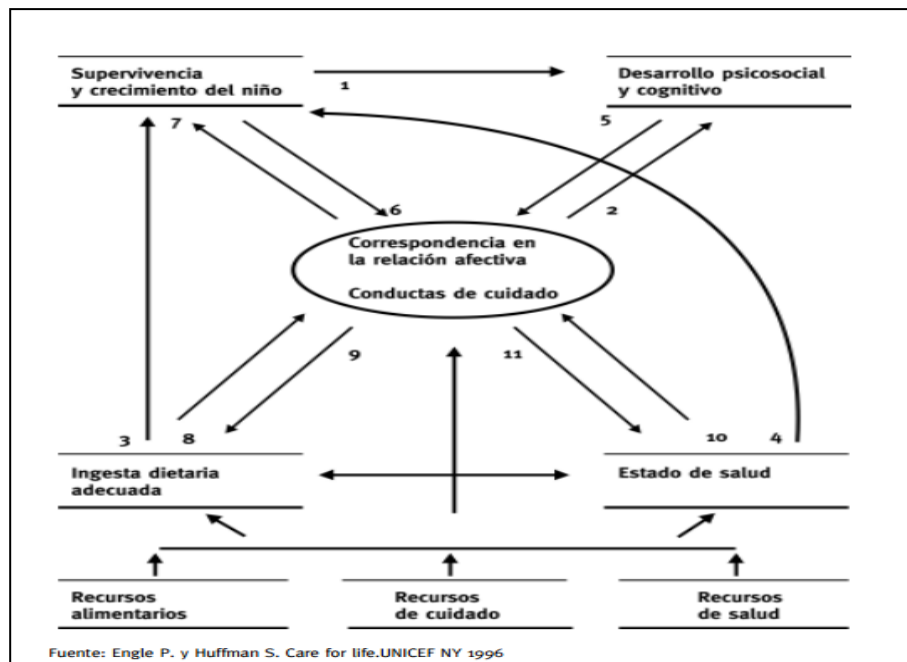 Supervivencia
y crecimiento del niño
1
Desarrollo psicosocial
y cognitivo
7
5
6
2
Correspondencia en
la relación afectiva
Conductas de cuidado
9
11
3
8
10
4
Ingesta dietaria
adecuada
Estado de salud
Recursos
alimentarios
Recursos
de cuidado
Recursos
de salud
Fuente: Engle P. y Huffman S. Care for life.UNICEF NY 1996